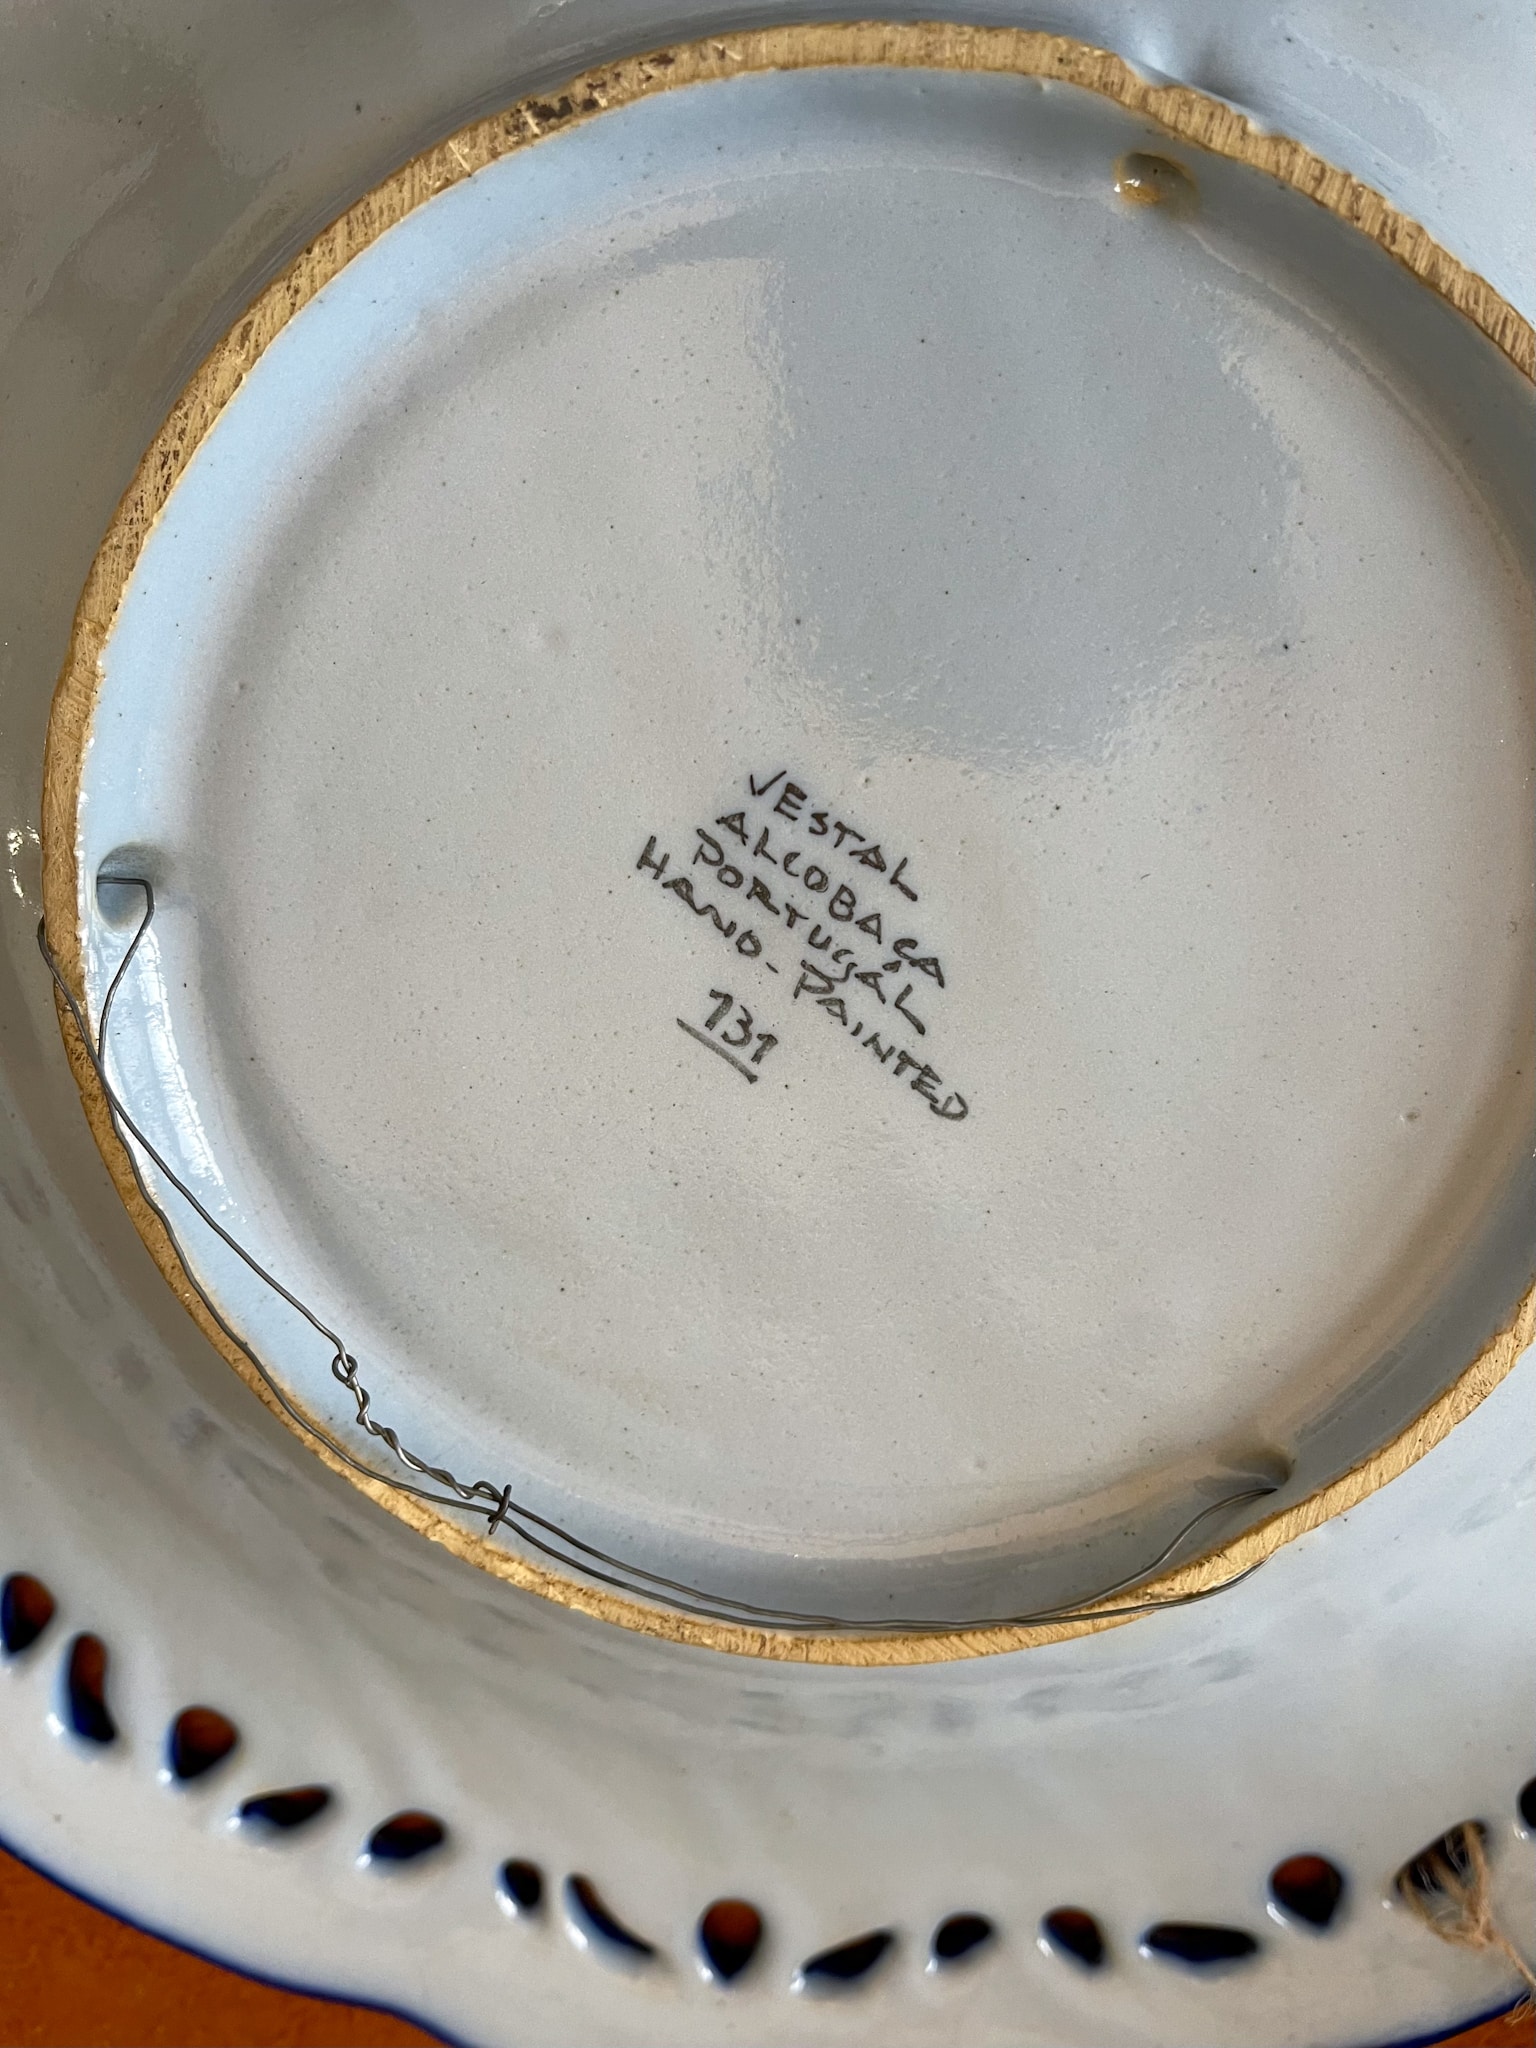 VESTAL
ALCOBAÇA
PORTUGAL
HAND-PAINTED
131